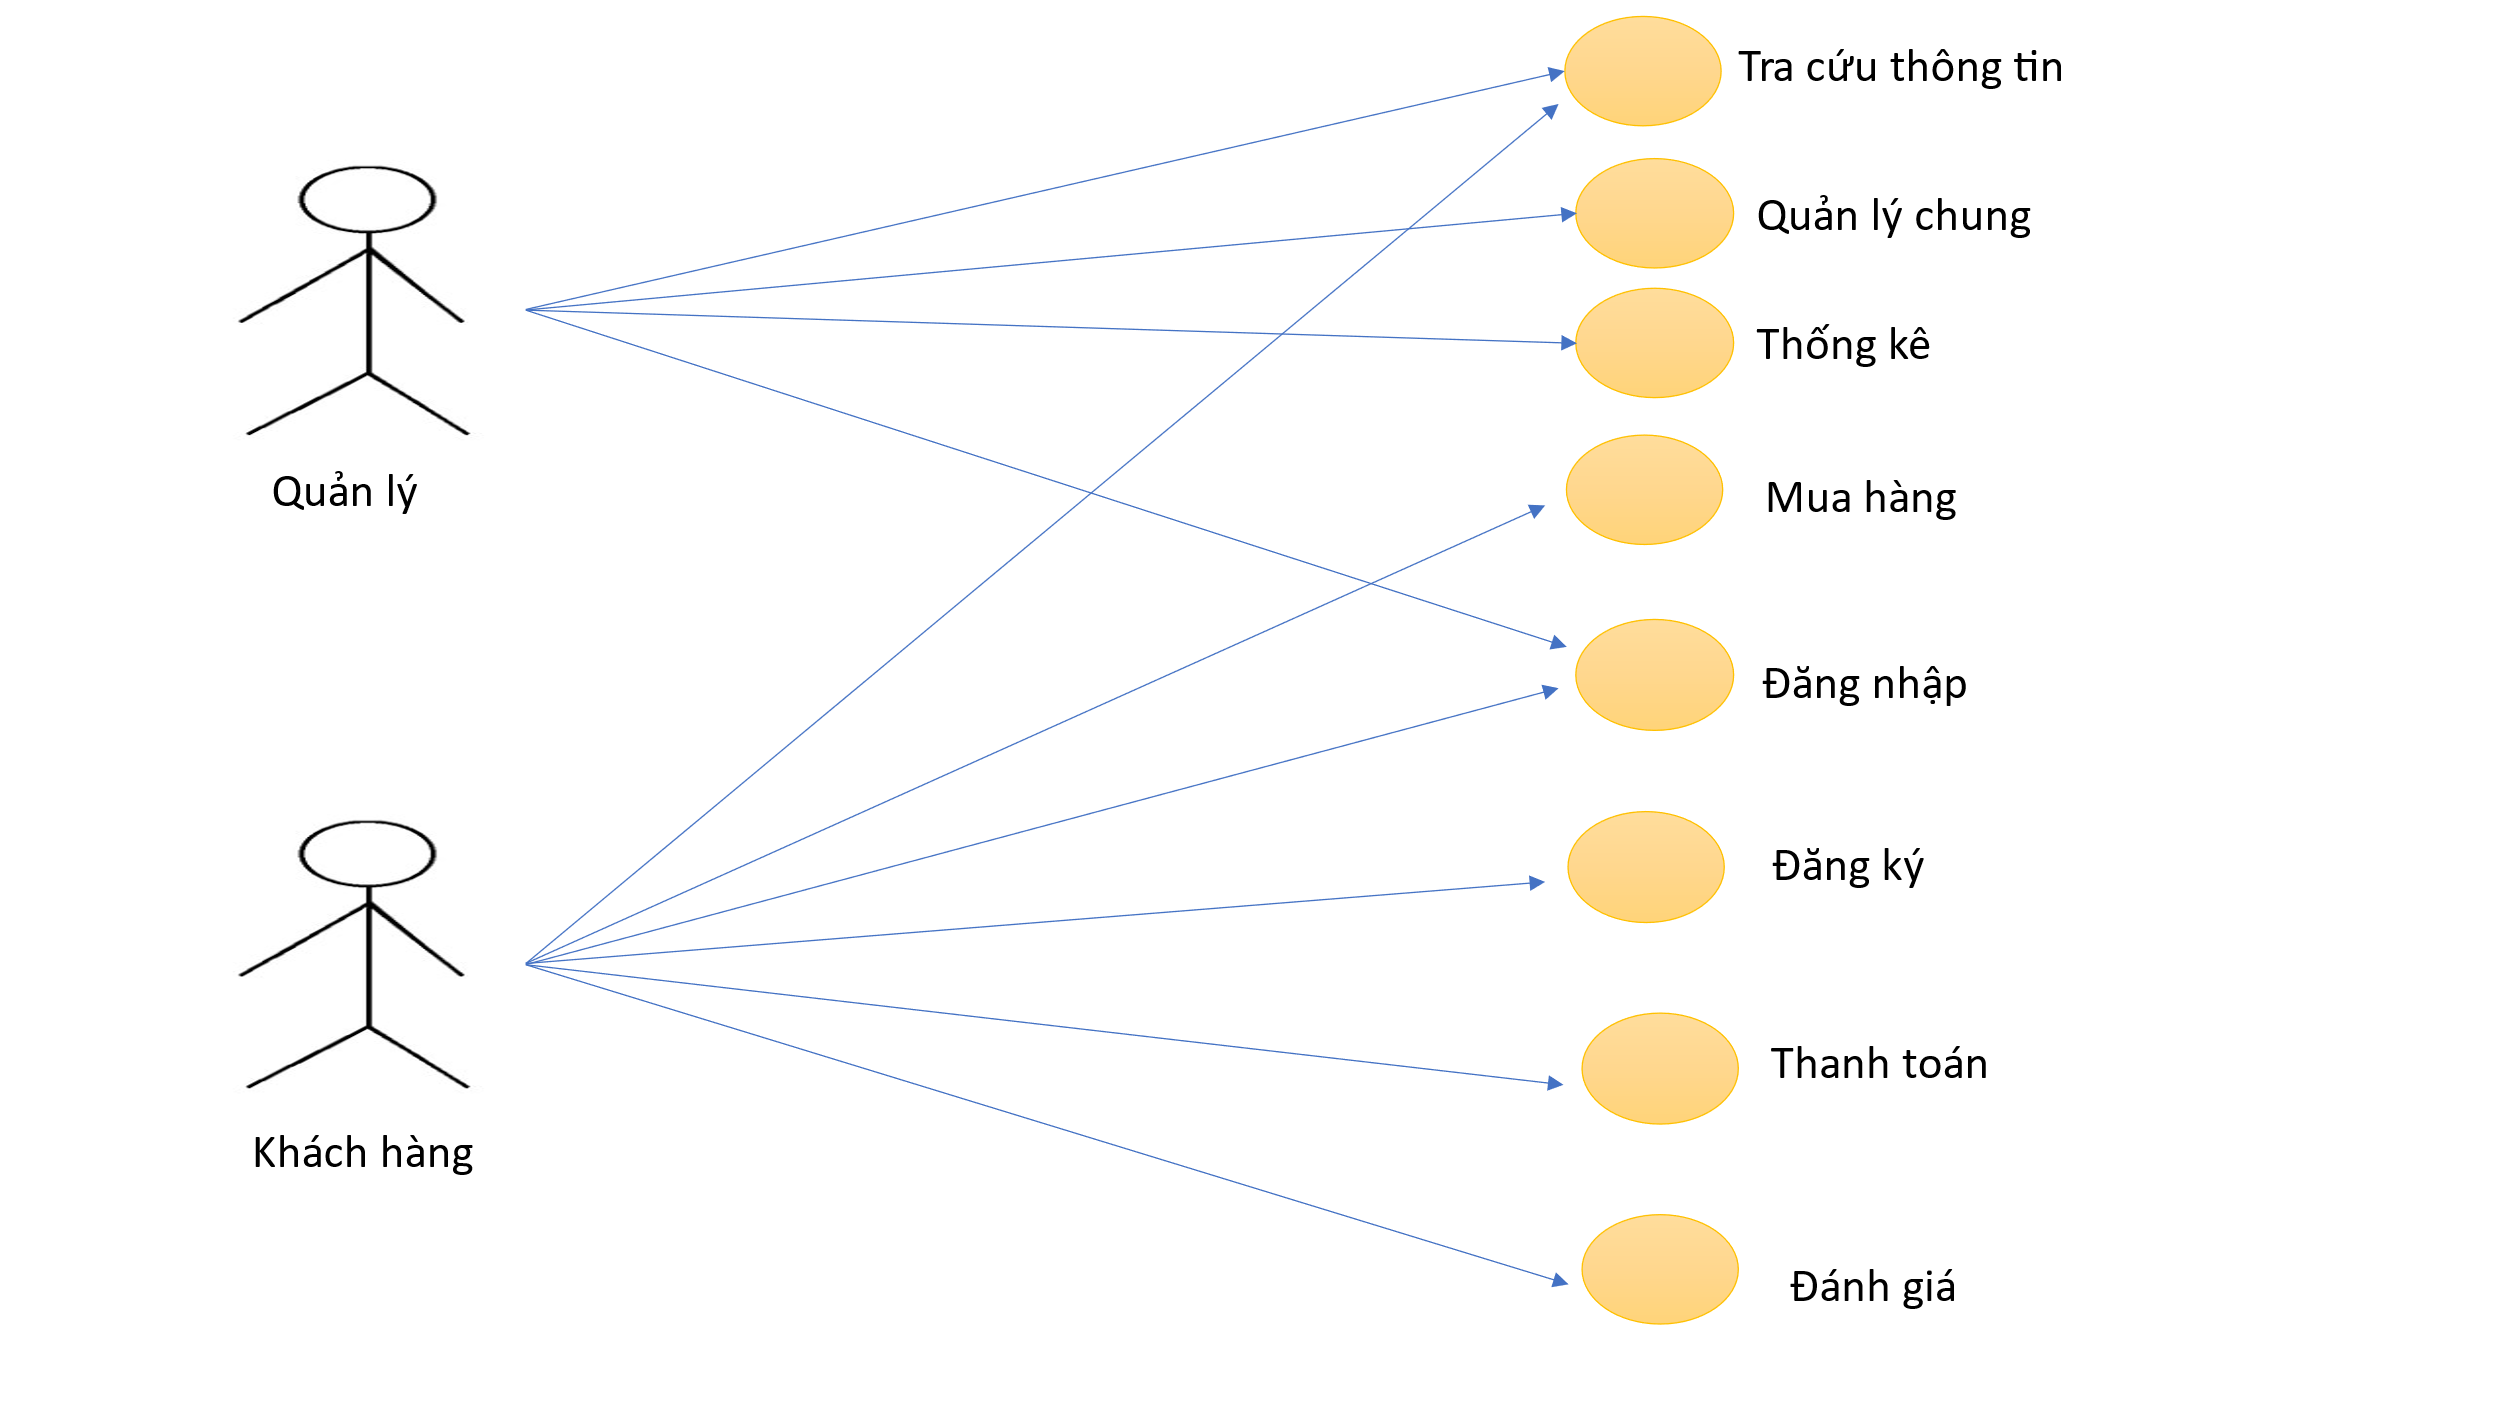 Tra cứu thông tin
Quản lý chung
Thống kê
Quản lý
Mua hàng
Đăng nhập
Đăng ký
Thanh toán
Khách hàng
Đánh giá